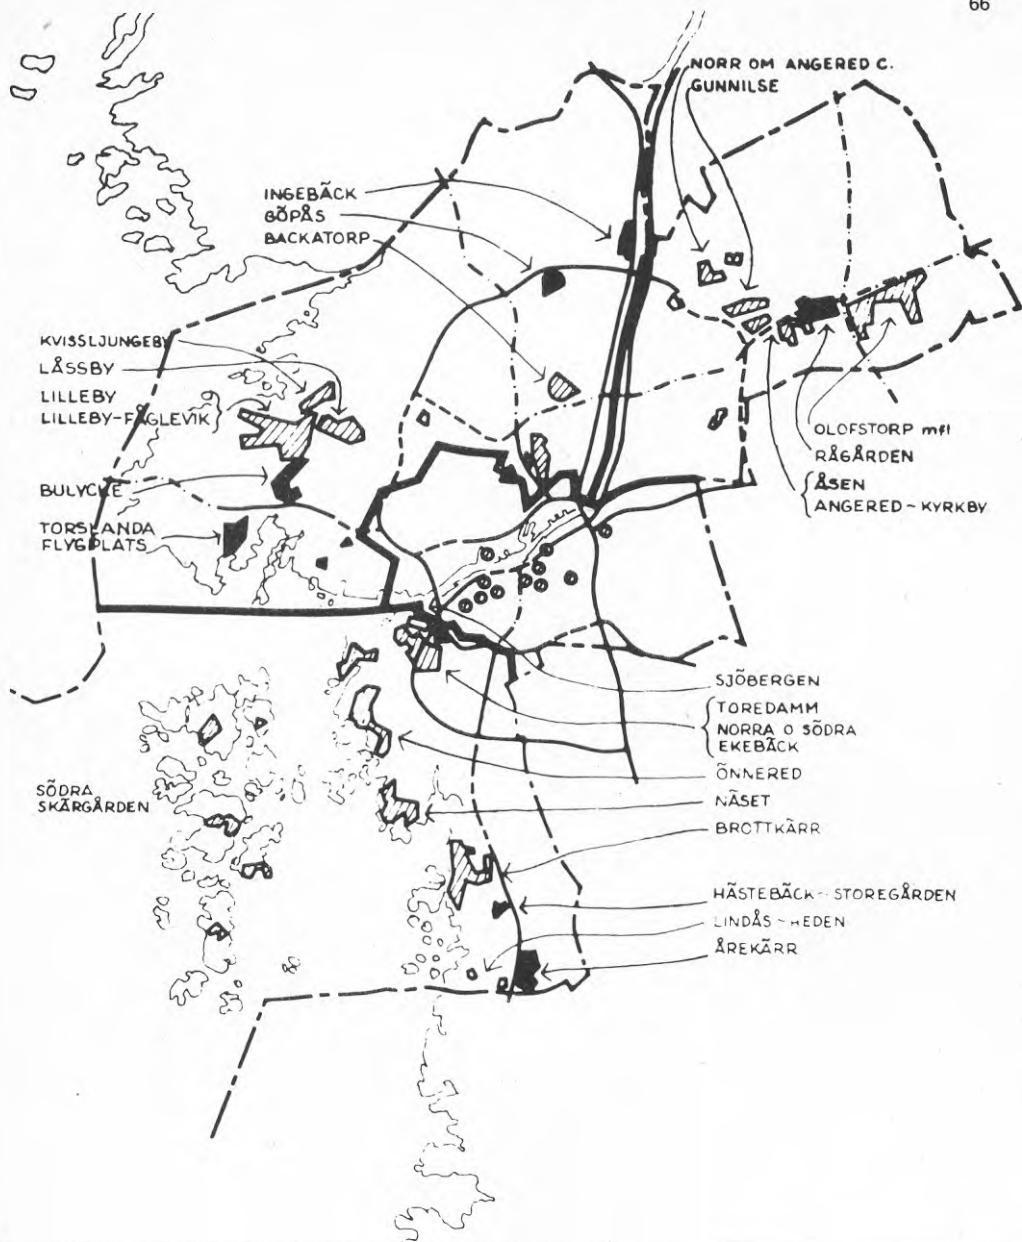 66
NORR OM ANGERED C.
GUNNILSE
INGEBÄCK
GÖPÅS
BACKATORP
KVISSLJUNGEBY
LÅSSBY
LILLEBY
LILLEBY-FÅGLEVIK
BULYCKE
TORSLANDA
FLYGPLATS
OLOFSTORP mfl
RÅGÅRDEN
ÅSEN
ANGERED-KYRKBY
SJÖBERGEN
TOREDAMM
NORRA O SÖDRA
EKEBÄCK
ÖNNERED
NÄSET
BROTTKÄRR
SÖDRA
SKÄRGÅRDEN
HÄSTEBÄCK-STOREGÅRDEN
LINDÅS-HEDEN
ÅREKÄRR